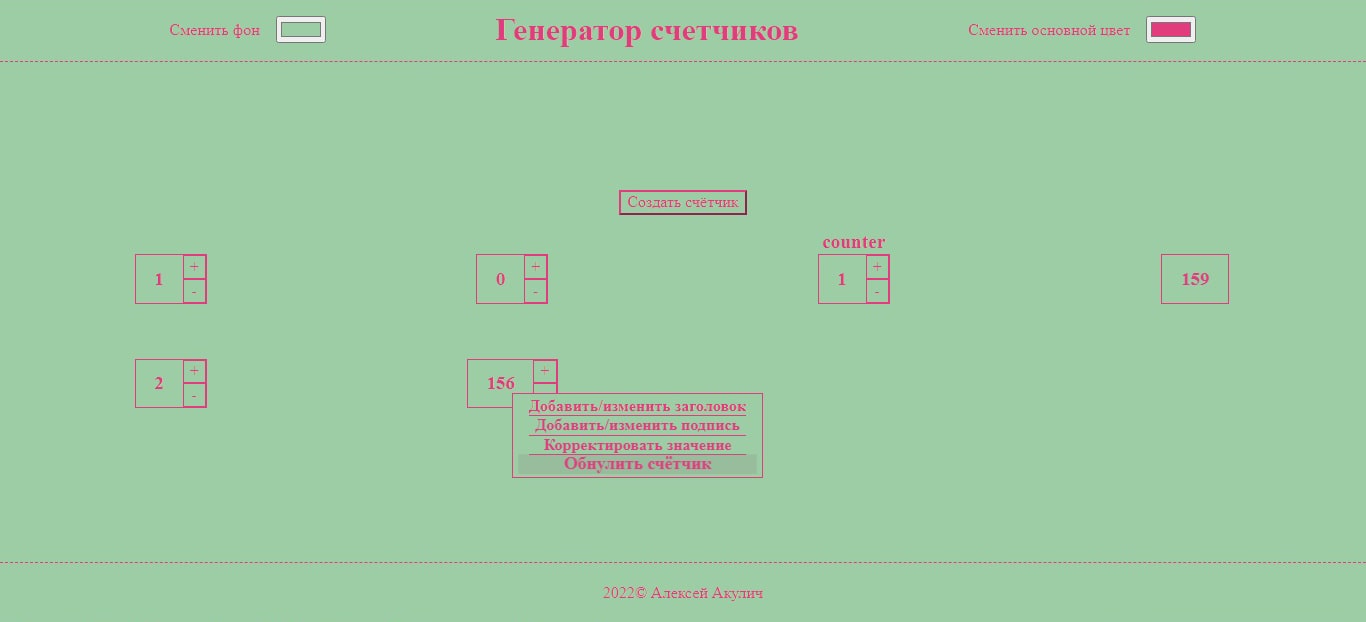 Сменить фон
Генератор счетчиков
Сменить основной цвет
Создать счётчик
counter
1 + -
0 + -
1 + -
159
2 + -
156 +
Добавить/изменить заголовок
Добавить/изменить подпись
Корректировать значение
Обнулить счётчик
2022© Алексей Акулич